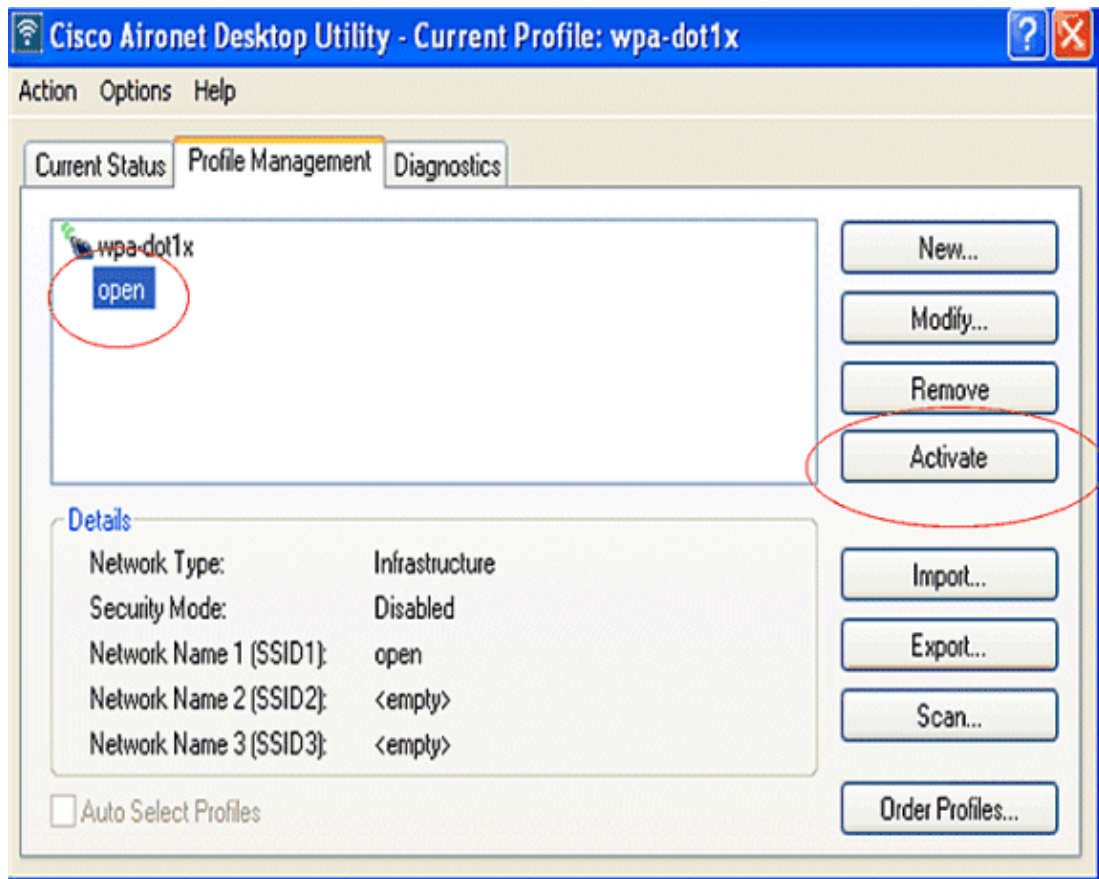 Cisco Aironet Desktop Utility - Current Profile: wpa-dot1x
Action Options Help
Current Status Profile Management Diagnostics
wpa-dot1x
open
New...
Modify...
Remove
Activate
Details
Network Type: Infrastructure
Security Mode: Disabled
Network Name 1 (SSID1): open
Network Name 2 (SSID2): <empty>
Network Name 3 (SSID3): <empty>
Import...
Export...
Scan...
Auto Select Profiles
Order Profiles...